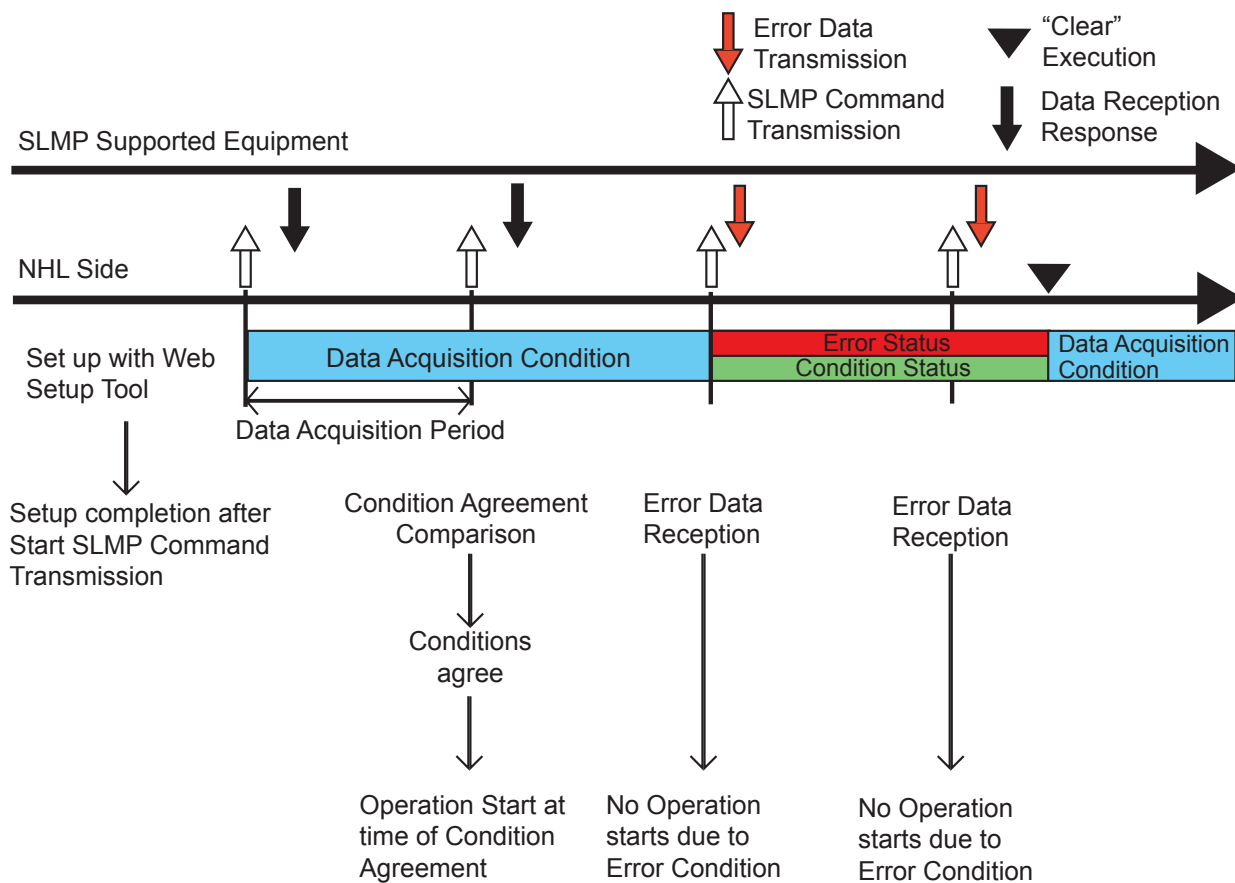 Error Data
Transmission
"Clear"
Execution
SLMP Command
Transmission
Data Reception
Response
SLMP Supported Equipment
NHL Side
Set up with Web
Setup Tool
Data Acquisition Condition
Error Status
Condition Status
Data Acquisition
Condition
Data Acquisition Period
Setup completion after
Start SLMP Command
Transmission
Condition Agreement
Comparison
Error Data
Reception
Error Data
Reception
Conditions
agree
Operation Start at
time of Condition
Agreement
No Operation
starts due to
Error Condition
No Operation
starts due to
Error Condition